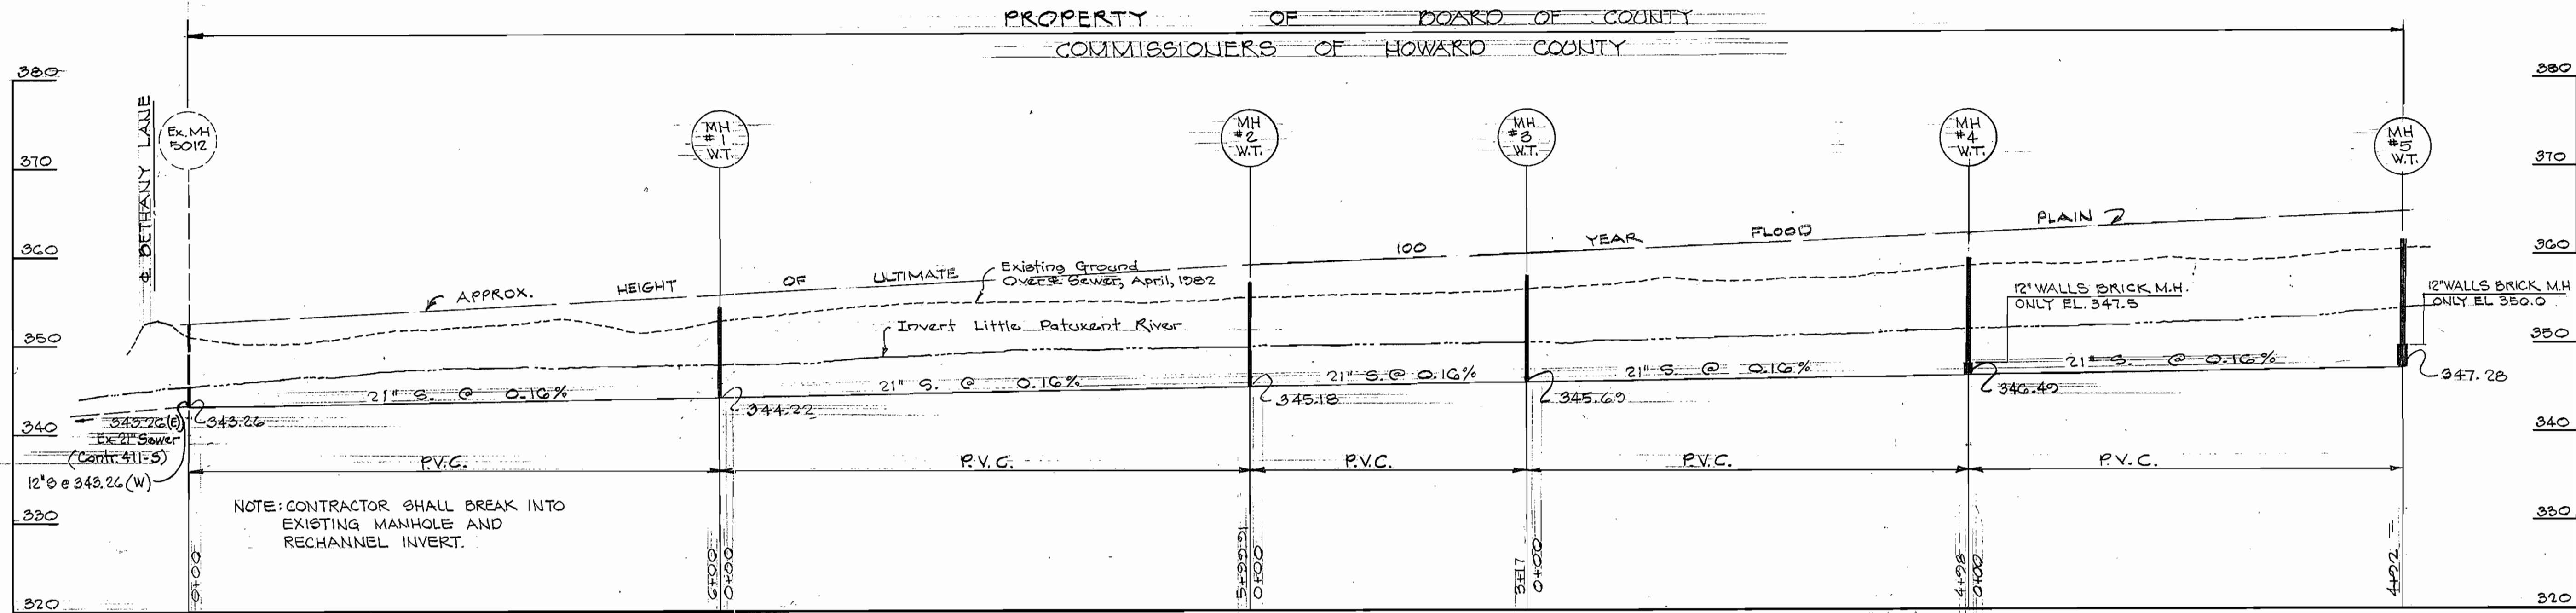 PROPERTY OF BOARD OF COUNTY
COMMISSIONERS OF HOWARD COUNTY
380
380
370
370
360
360
350
350
340
340
330
330
320
320
℄ BETHANY LANE
Ex. MH
5012
MH
#1
W.T.
MH
#2
W.T.
MH
#3
W.T.
MH
#4
W.T.
MH
#5
W.T.
APPROX. HEIGHT OF ULTIMATE 100 YEAR FLOOD PLAIN
Existing Ground
Over ℄ Sewer, April, 1982
Invert Little Patuxent River
12" WALLS BRICK M.H.
ONLY EL. 347.5
12" WALLS BRICK M.H
ONLY EL 350.0
21" S. @ 0.16%
21" S. @ 0.16%
21" S. @ 0.16%
21" S. @ 0.16%
21" S. @ 0.16%
343.26 (E)
Ex 21" Sewer
(Contr. 411-S)
12" S @ 343.26 (W)
343.26
344.22
345.18
345.69
346.49
347.28
P.V.C.
P.V.C.
P.V.C.
P.V.C.
P.V.C.
NOTE: CONTRACTOR SHALL BREAK INTO
EXISTING MANHOLE AND
RECHANNEL INVERT.
0+00
6+00
0+00
5+99.91
0+00
3+17
0+00
4+98
0+00
4+92